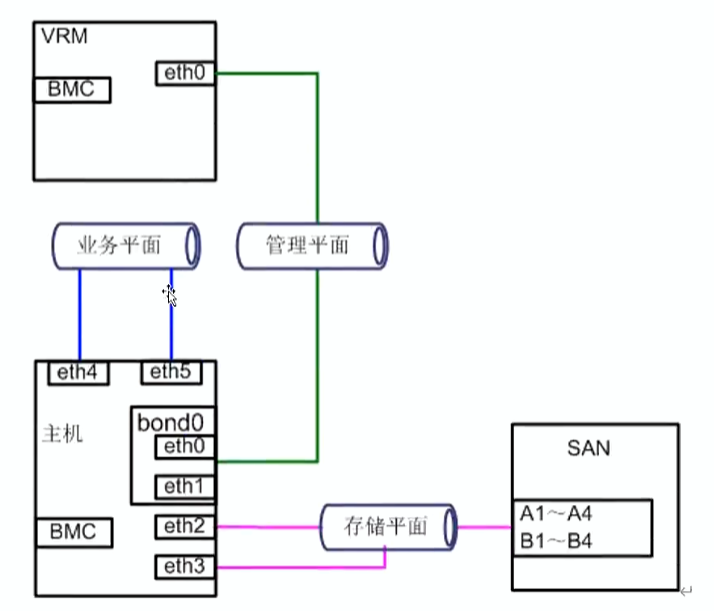 VRM
eth0
BMC
业务平面
管理平面
eth4
eth5
bond0
主机
eth0
eth1
BMC
eth2
存储平面
eth3
SAN
A1～A4
B1～B4